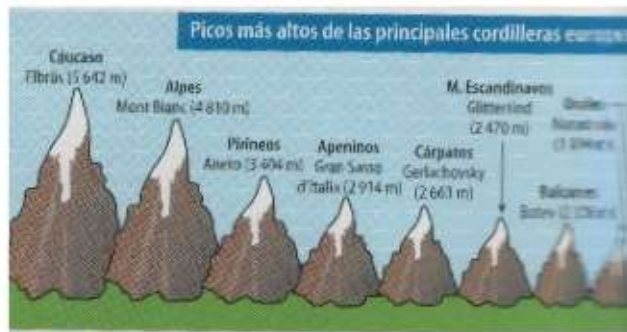 Picos más altos de las principales cordilleras
Cáucaso
Elbrús (5 642 m)
Alpes
Mont Blanc (4 810 m)
Pirineos
Aneto (3 404 m)
Apeninos
Gran Sasso
d'Italia (2 914 m)
Cárpatos
Gerlachovsky
(2 663 m)
M. Escandinavos
Glittertind
(2 470 m)
Balcanes